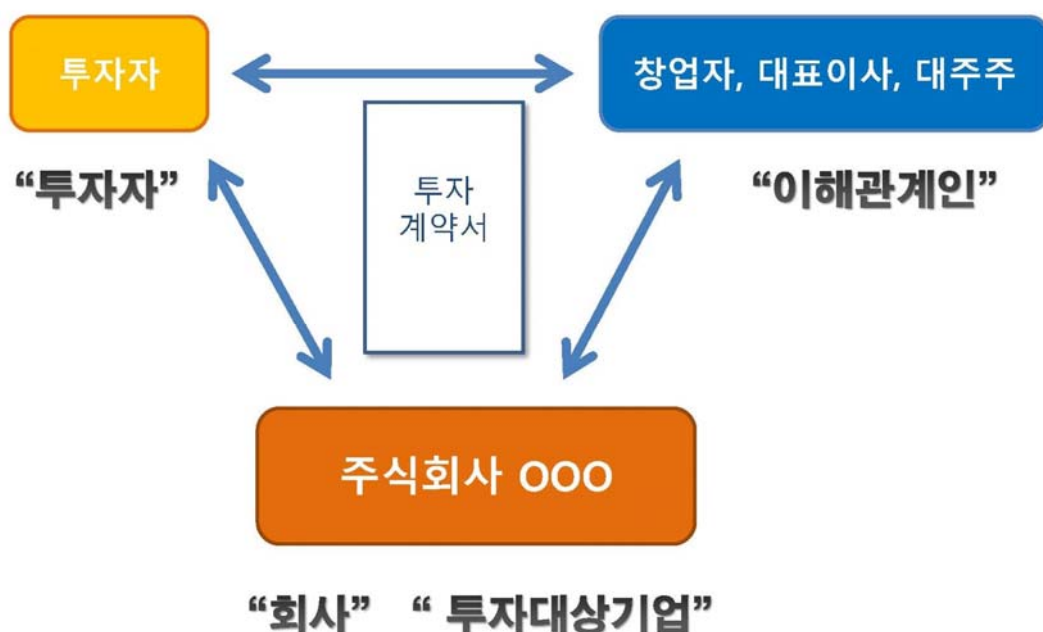 투자자
창업자, 대표이사, 대주주
“투자자”
투자
계약서
“이해관계인”
주식회사 OOO
“회사” “ 투자대상기업”